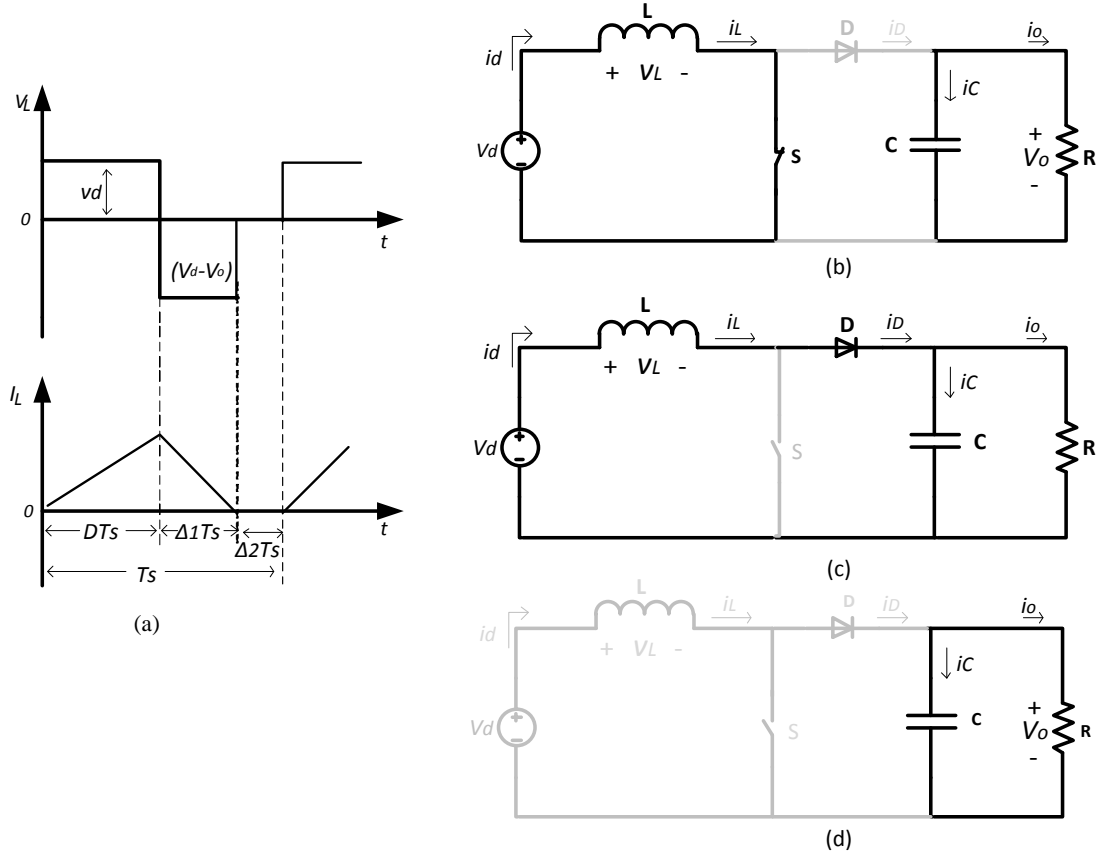 VL
vd
0
t
(Vd-Vo)
IL
0
t
DTs
Δ1Ts
Δ2Ts
Ts
(a)
L
iL
D
iD
io
id
+ VL -
iC
Vd
+
-
S
C
+
Vo
-
R
(b)
L
iL
D
iD
io
id
+ VL -
iC
Vd
+
-
S
C
R
(c)
L
iL
D
iD
io
id
+ VL -
iC
Vd
+
-
S
C
+
Vo
-
R
(d)